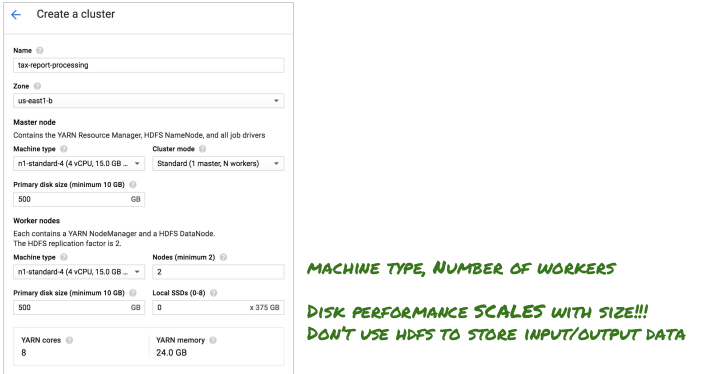 Create a cluster
Name
tax-report-processing
Zone
us-east1-b
Master node
Contains the YARN Resource Manager, HDFS NameNode, and all job drivers
Machine type
Cluster mode
n1-standard-4 (4 vCPU, 15.0 GB ...
Standard (1 master, N workers)
Primary disk size (minimum 10 GB)
500 GB
Worker nodes
Each contains a YARN NodeManager and a HDFS DataNode.
The HDFS replication factor is 2.
Machine type
Nodes (minimum 2)
n1-standard-4 (4 vCPU, 15.0 GB ...
2
Primary disk size (minimum 10 GB)
Local SSDs (0-8)
500 GB
0 x 375 GB
YARN cores
YARN memory
8
24.0 GB
MACHINE TYPE, NUMBER OF WORKERS
DISK PERFORMANCE SCALES WITH SIZE!!!
DON'T USE HDFS TO STORE INPUT/OUTPUT DATA